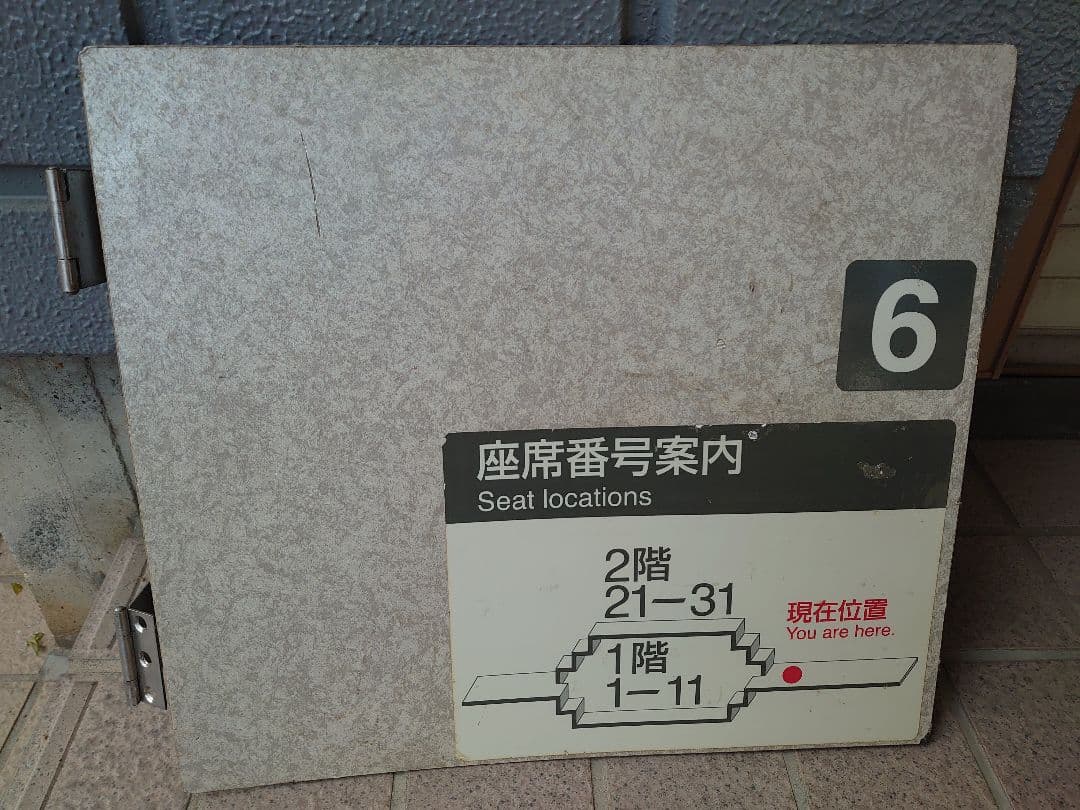 6
座席番号案内
Seat locations
2階
21−31
現在位置
You are here.
1階
1−11